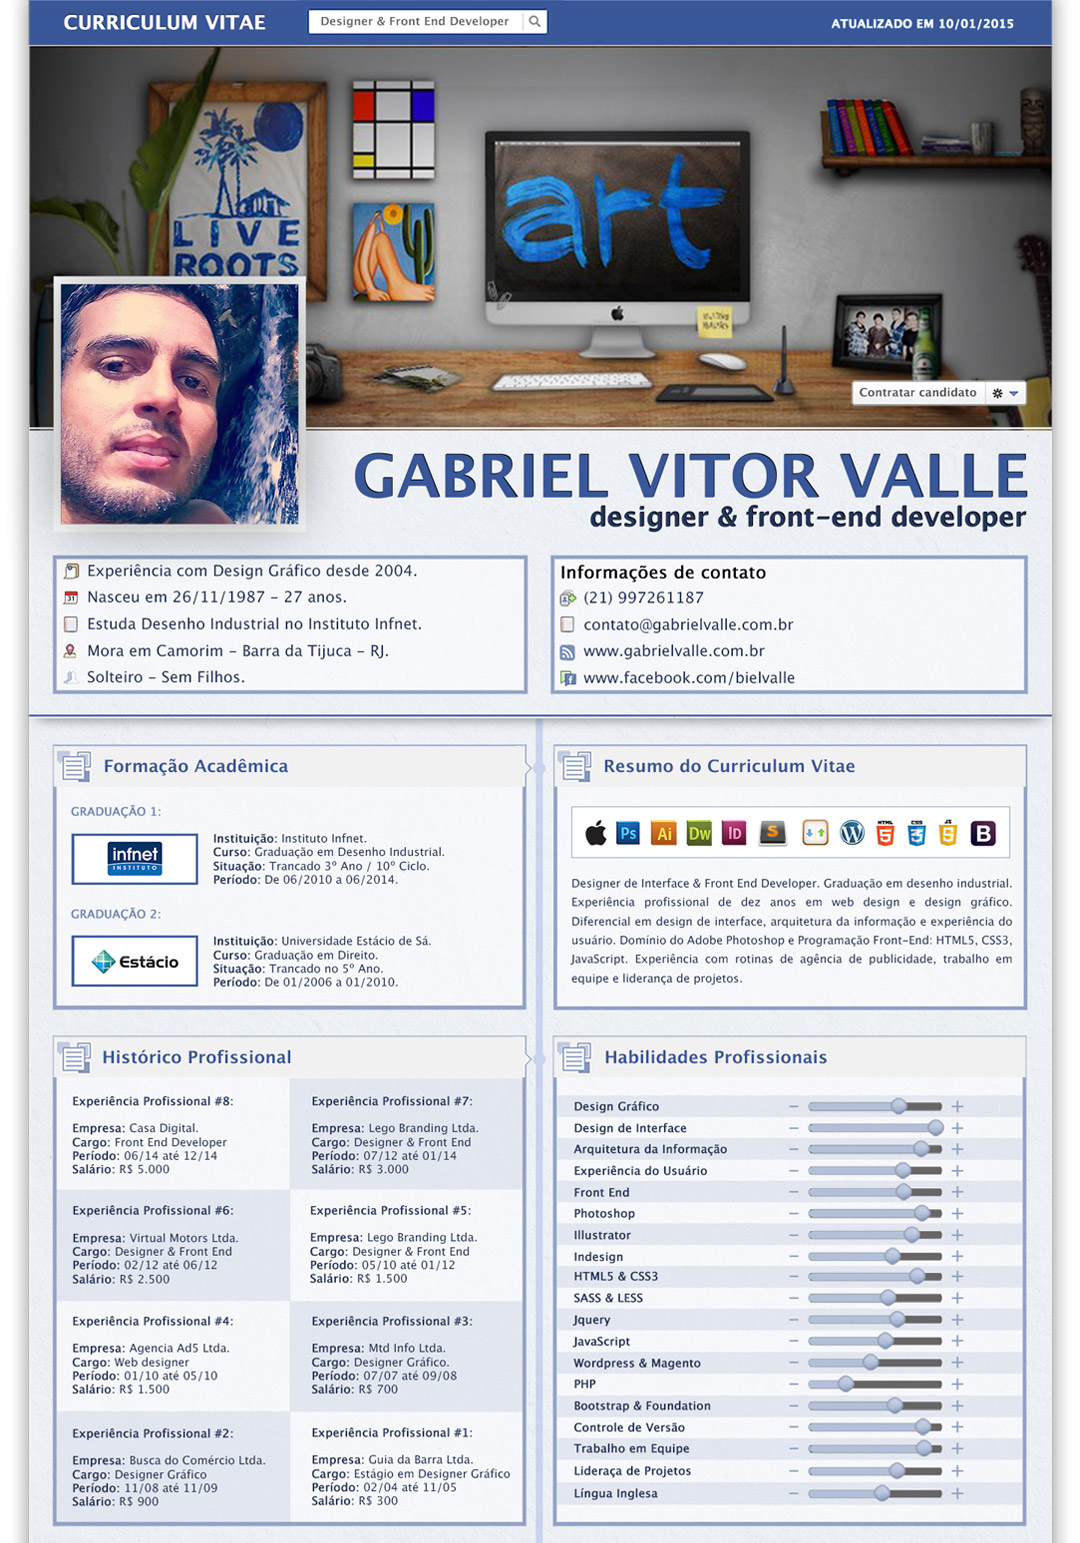 CURRICULUM VITAE
Designer & Front End Developer
ATUALIZADO EM 10/01/2015
LIVE
ROOTS
art
Contratar candidato
GABRIEL VITOR VALLE
designer & front-end developer
Experiência com Design Gráfico desde 2004.
Nasceu em 26/11/1987 - 27 anos.
Estuda Desenho Industrial no Instituto Infnet.
Mora em Camorim - Barra da Tijuca - RJ.
Solteiro - Sem Filhos.
Informações de contato
(21) 997261187
contato@gabrielvalle.com.br
www.gabrielvalle.com.br
www.facebook.com/bielvalle
Formação Acadêmica
GRADUAÇÃO 1:
infnet
INSTITUTO
Instituição: Instituto Infnet.
Curso: Graduação em Desenho Industrial.
Situação: Trancado 3º Ano / 10º Ciclo.
Período: De 06/2010 a 06/2014.
GRADUAÇÃO 2:
Estácio
Instituição: Universidade Estácio de Sá.
Curso: Graduação em Direito.
Situação: Trancado no 5º Ano.
Período: De 01/2006 a 01/2010.
Resumo do Curriculum Vitae
Ps Ai Dw ID S W HTML 5 CSS 3 JS 5 B
Designer de Interface & Front End Developer. Graduação em desenho industrial.
Experiência profissional de dez anos em web design e design gráfico.
Diferencial em design de interface, arquitetura da informação e experiência do
usuário. Domínio do Adobe Photoshop e Programação Front-End: HTML5, CSS3,
JavaScript. Experiência com rotinas de agência de publicidade, trabalho em
equipe e liderança de projetos.
Histórico Profissional
Experiência Profissional #8:
Empresa: Casa Digital.
Cargo: Front End Developer
Período: 06/14 até 12/14
Salário: R$ 5.000
Experiência Profissional #7:
Empresa: Lego Branding Ltda.
Cargo: Designer & Front End
Período: 07/12 até 01/14
Salário: R$ 3.000
Experiência Profissional #6:
Empresa: Virtual Motors Ltda.
Cargo: Designer & Front End
Período: 02/12 até 06/12
Salário: R$ 2.500
Experiência Profissional #5:
Empresa: Lego Branding Ltda.
Cargo: Designer & Front End
Período: 05/10 até 01/12
Salário: R$ 1.500
Experiência Profissional #4:
Empresa: Agencia Ad5 Ltda.
Cargo: Web designer
Período: 01/10 até 05/10
Salário: R$ 1.500
Experiência Profissional #3:
Empresa: Mtd Info Ltda.
Cargo: Designer Gráfico.
Período: 07/07 até 09/08
Salário: R$ 700
Experiência Profissional #2:
Empresa: Busca do Comércio Ltda.
Cargo: Designer Gráfico
Período: 11/08 até 11/09
Salário: R$ 900
Experiência Profissional #1:
Empresa: Guia da Barra Ltda.
Cargo: Estágio em Designer Gráfico
Período: 02/04 até 11/05
Salário: R$ 300
Habilidades Profissionais
Design Gráfico
Design de Interface
Arquitetura da Informação
Experiência do Usuário
Front End
Photoshop
Illustrator
Indesign
HTML5 & CSS3
SASS & LESS
Jquery
JavaScript
Wordpress & Magento
PHP
Bootstrap & Foundation
Controle de Versão
Trabalho em Equipe
Lideraça de Projetos
Língua Inglesa